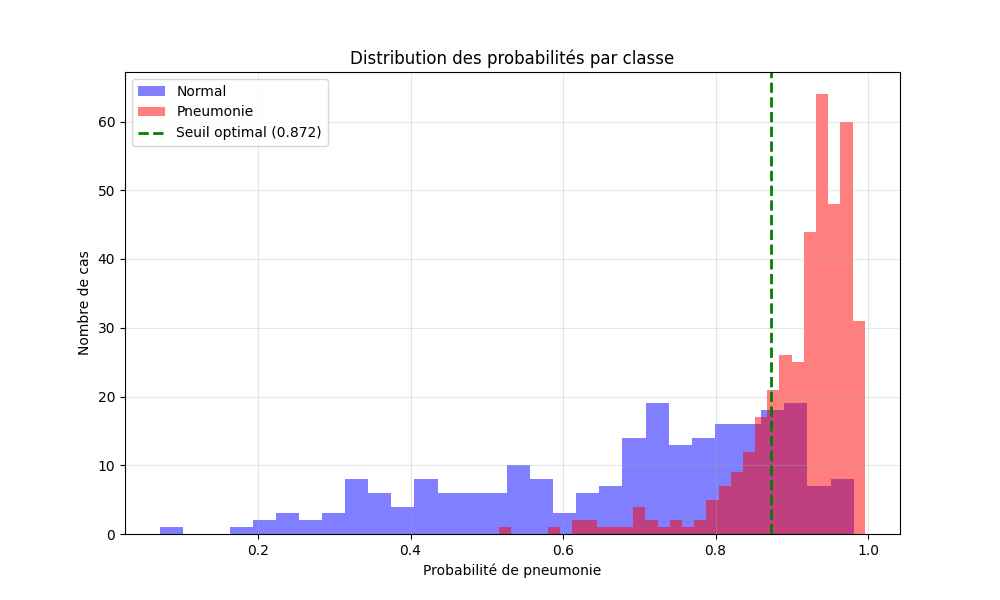 Distribution des probabilités par classe
Normal
Pneumonie
Seuil optimal (0.872)
Nombre de cas
60
50
40
30
20
10
0
0.2 0.4 0.6 0.8 1.0
Probabilité de pneumonie